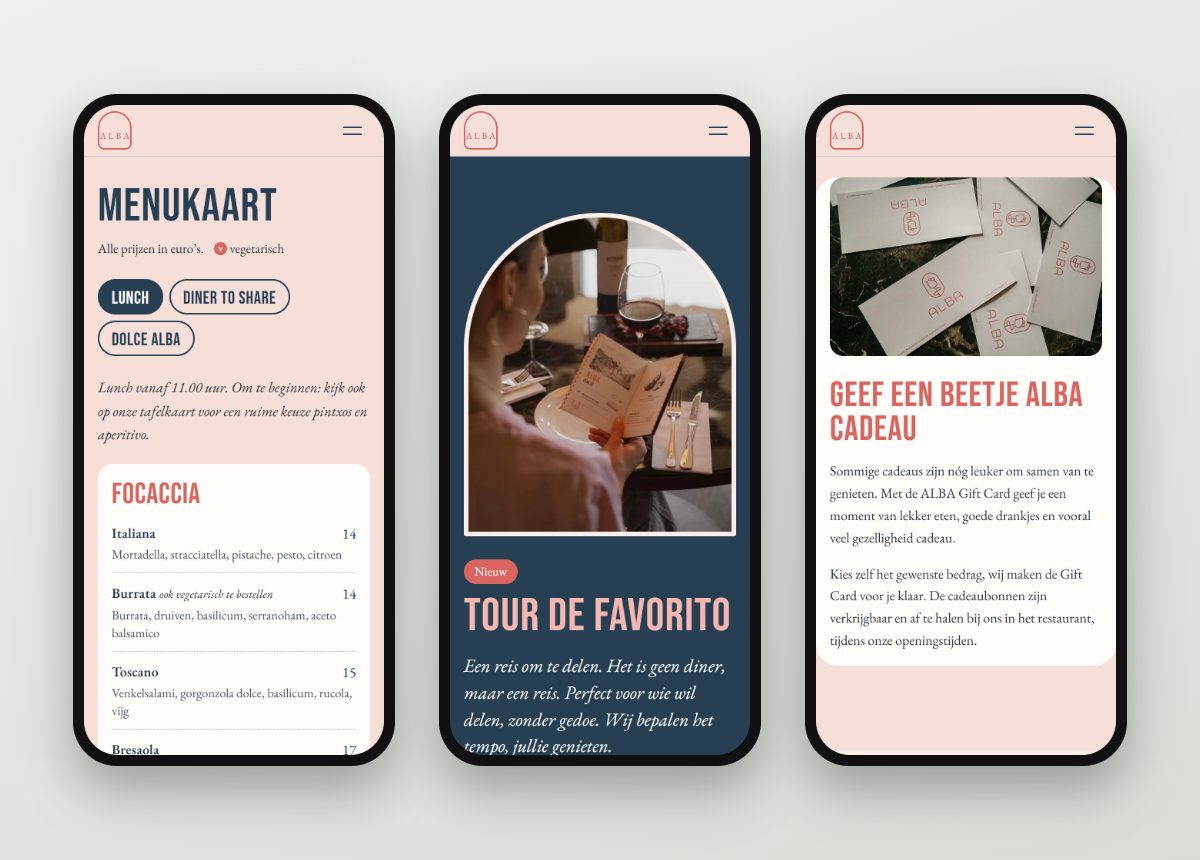 ALBA
MENUKAART
Alle prijzen in euro’s. v vegetarisch
LUNCH
DINER TO SHARE
DOLCE ALBA
Lunch vanaf 11.00 uur. Om te beginnen: kijk ook
op onze tafelkaart voor een ruime keuze pintxos en
aperitivo.
FOCACCIA
Italiana 14
Mortadella, stracciatella, pistache, pesto, citroen
Burrata ook vegetarisch te bestellen 14
Burrata, druiven, basilicum, serranoham, aceto
balsamico
Toscano 15
Venkelsalami, gorgonzola dolce, basilicum, rucola,
vijg
Bresaola 17
ALBA
ALBA
Nieuw
TOUR DE FAVORITO
Een reis om te delen. Het is geen diner,
maar een reis. Perfect voor wie wil
delen, zonder gedoe. Wij bepalen het
tempo, jullie genieten.
ALBA
ALBA
ALBA
ALBA
ALBA
ALBA
GEEF EEN BEETJE ALBA
CADEAU
Sommige cadeaus zijn nóg leuker om samen van te
genieten. Met de ALBA Gift Card geef je een
moment van lekker eten, goede drankjes en vooral
veel gezelligheid cadeau.
Kies zelf het gewenste bedrag, wij maken de Gift
Card voor je klaar. De cadeaubonnen zijn
verkrijgbaar en af te halen bij ons in het restaurant,
tijdens onze openingstijden.